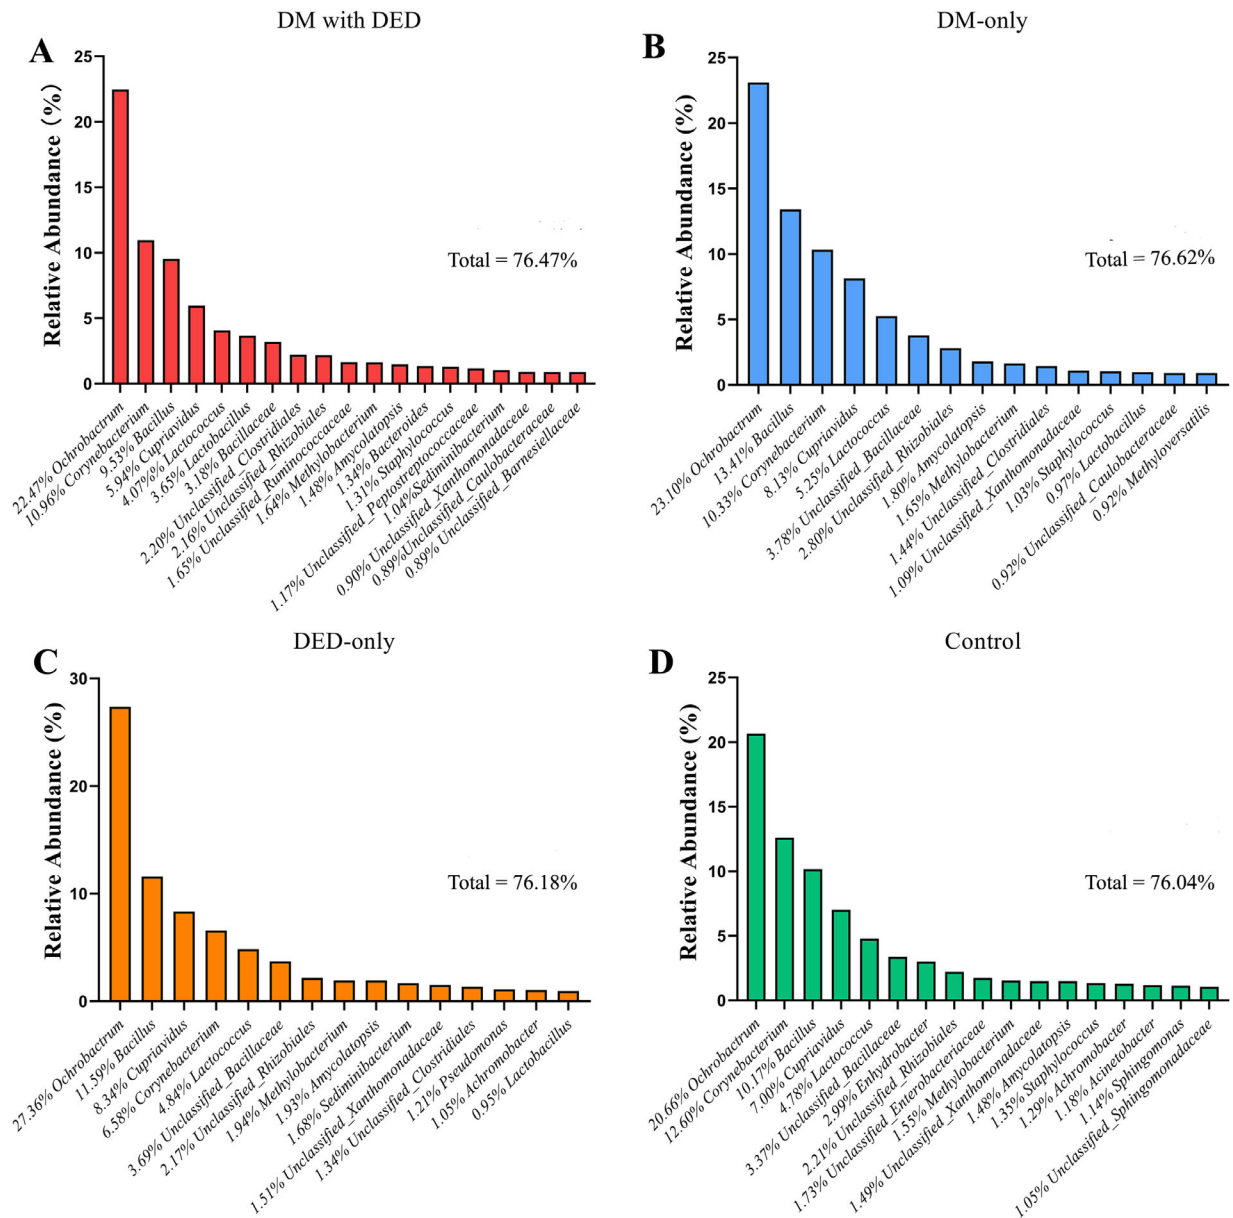 DM with DED
A
Relative Abundance (%)
25
20
15
10
5
0
Total = 76.47%
22.47% Ochrobactrum
10.96% Corynebacterium
9.53% Bacillus
5.94% Cupriavidus
4.07% Lactococcus
3.65% Lactobacillus
3.18% Bacillaceae
2.20% Unclassified_Clostridiales
2.16% Unclassified_Rhizobiales
1.65% Unclassified_Ruminococcaceae
1.64% Methylobacterium
1.48% Amycolatopsis
1.34% Bacteroides
1.31% Staphylococcus
1.17% Unclassified_Peptostreptococcaceae
1.04%Sediminibacterium
0.90% Unclassified_Xanthomonadaceae
0.89%Unclassified_Caulobacteraceae
0.89% Unclassified_Barnesiellaceae
DM-only
B
Relative Abundance (%)
25
20
15
10
5
0
Total = 76.62%
23.10% Ochrobactrum
13.41% Bacillus
10.33% Corynebacterium
8.13% Cupriavidus
5.25% Lactococcus
3.78% Unclassified_Bacillaceae
2.80% Unclassified_Rhizobiales
1.80% Amycolatopsis
1.65% Methylobacterium
1.44% Unclassified_Clostridiales
1.09% Unclassified_Xanthomonadaceae
1.03% Staphylococcus
0.97% Lactobacillus
0.92% Unclassified_Caulobacteraceae
0.92% Methyloversatilis
DED-only
C
Relative Abundance (%)
30
20
10
0
Total = 76.18%
27.36% Ochrobactrum
11.59% Bacillus
8.34% Cupriavidus
6.58% Corynebacterium
4.84% Lactococcus
3.69% Unclassified_Bacillaceae
2.17% Unclassified_Rhizobiales
1.94% Methylobacterium
1.93% Amycolatopsis
1.68% Seminibacterium
1.51% Unclassified_Xanthomonadaceae
1.34% Unclassified_Clostridiales
1.21% Pseudomonas
1.05% Achromobacter
0.95% Lactobacillus
Control
D
Relative Abundance (%)
25
20
15
10
5
0
Total = 76.04%
20.66% Ochrobactrum
12.60% Corynebacterium
10.17% Bacillus
7.00% Cupriavidus
4.78% Lactococcus
3.37% Unclassified_Bacillaceae
2.99% Enhydrobacter
2.21% Unclassified_Rhizobiales
1.73% Unclassified_Enterobacteriaceae
1.55% Methylobacterium
1.49% Unclassified_Xanthomonadaceae
1.48% Amycolatopsis
1.35% Staphylococcus
1.29% Achromobacter
1.18% Acinetobacter
1.14% Sphingomonas
1.05% Unclassified_Sphingomonadaceae